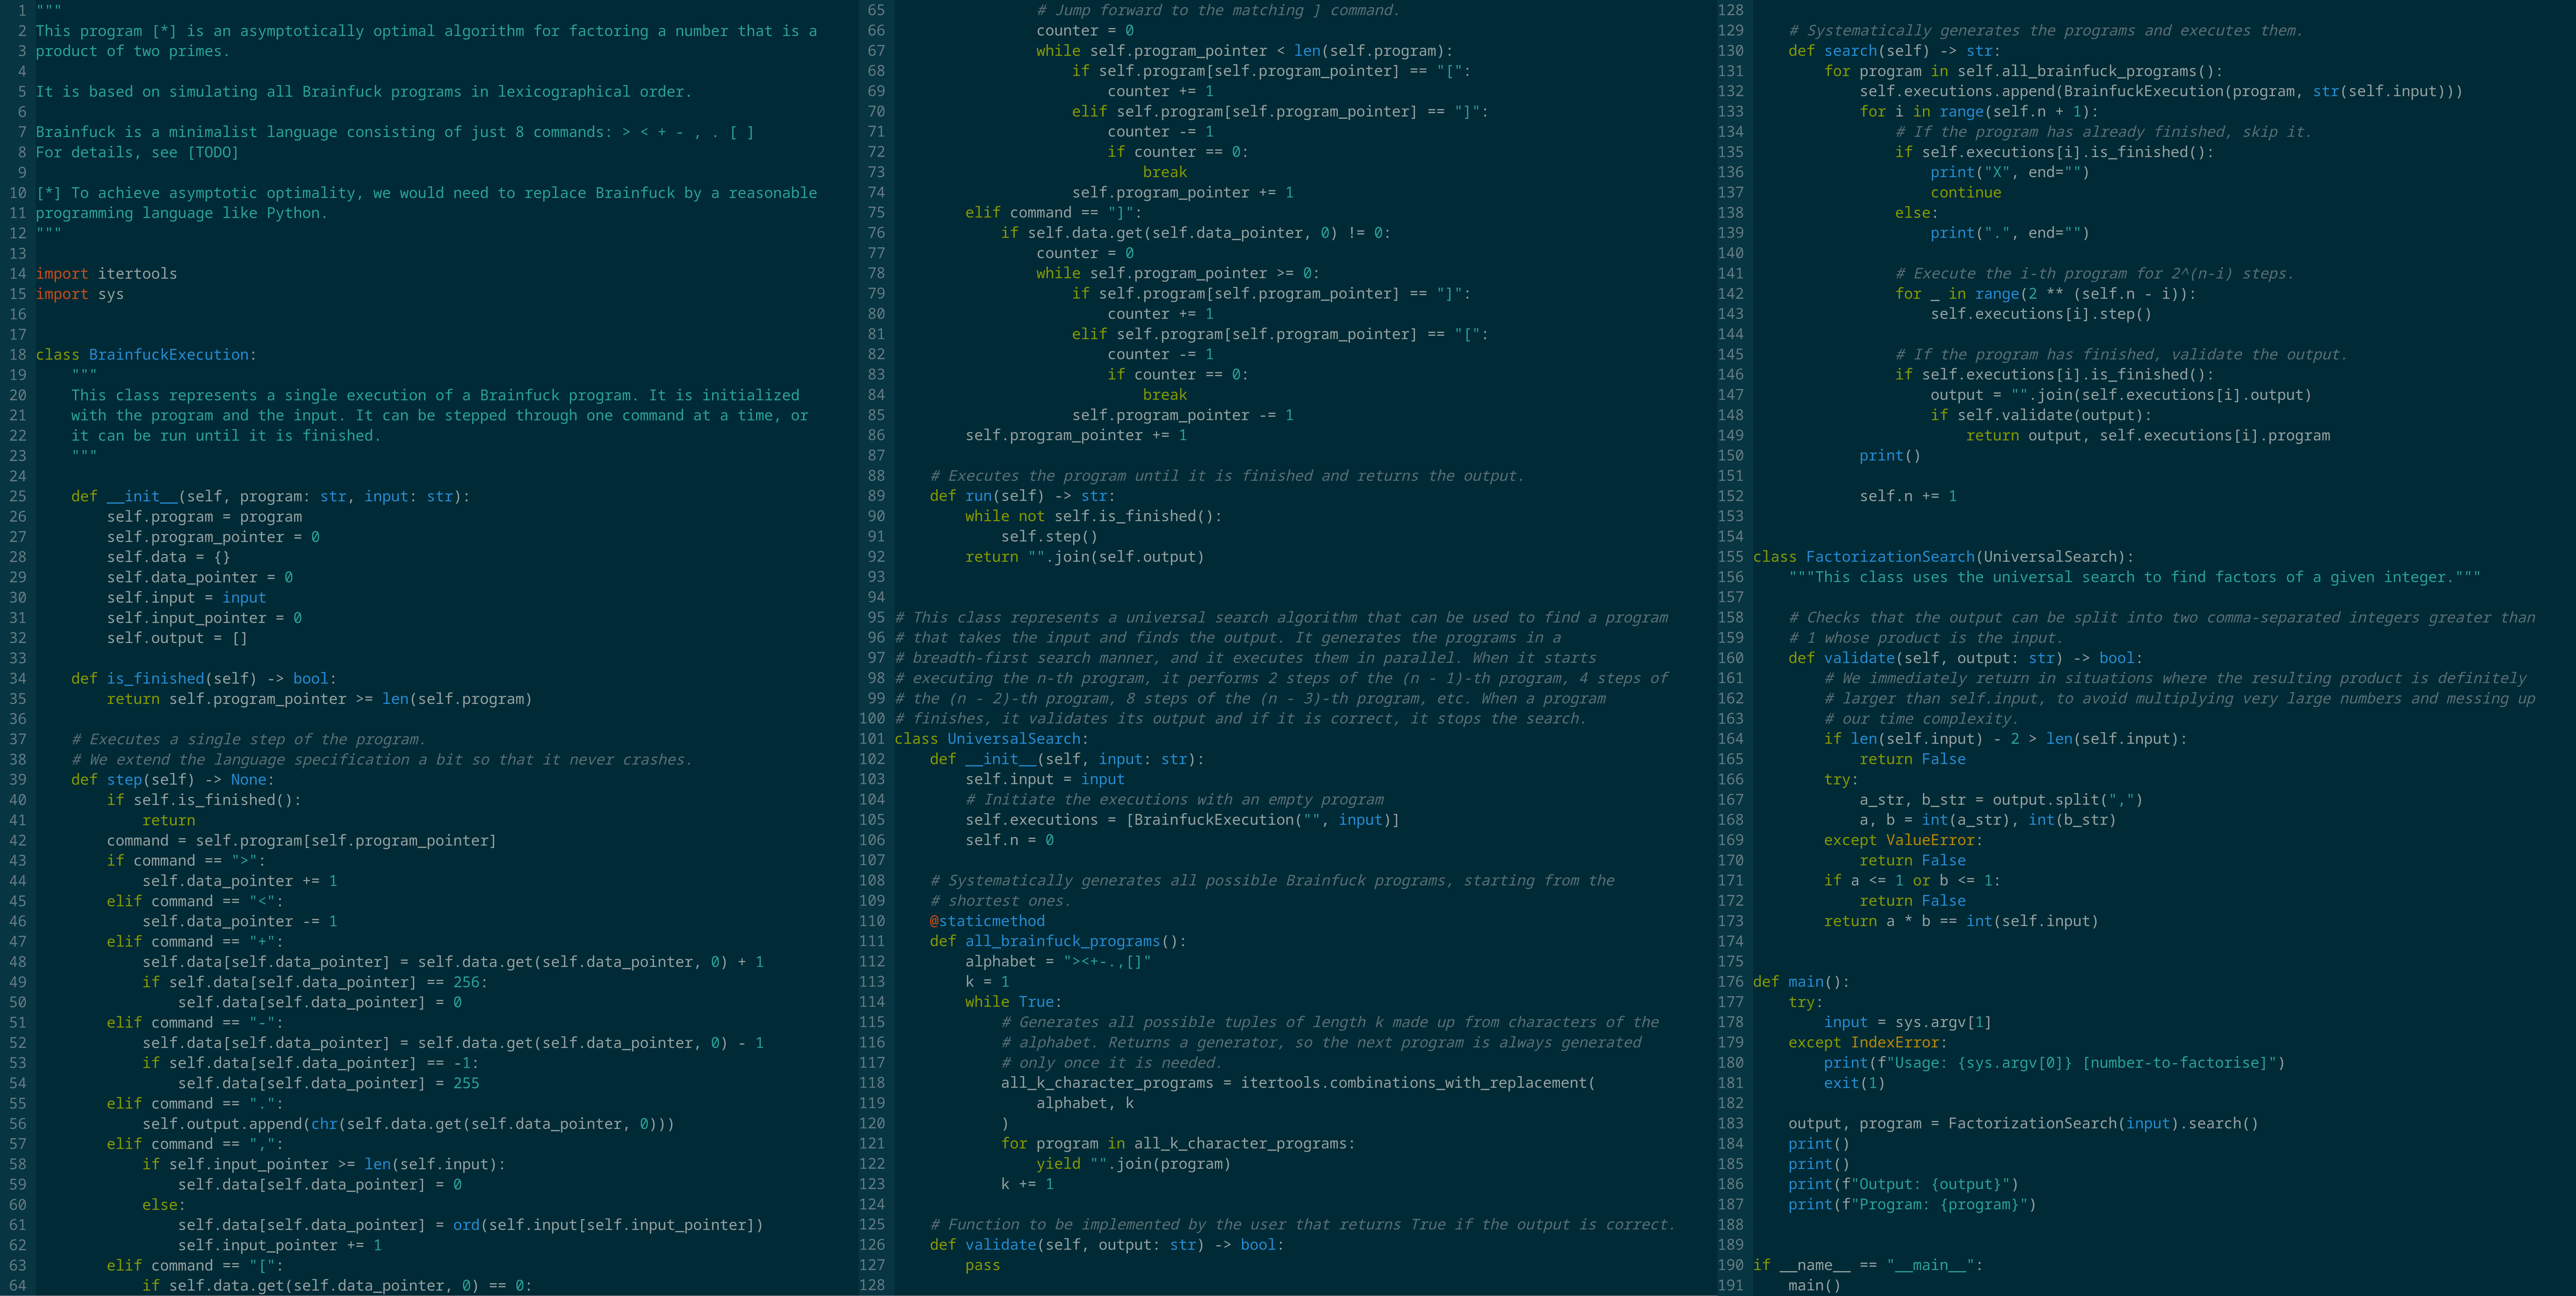 1 """
2 This program [*] is an asymptotically optimal algorithm for factoring a number that is a
3 product of two primes.
4
5 It is based on simulating all Brainfuck programs in lexicographical order.
6
7 Brainfuck is a minimalist language consisting of just 8 commands: > < + - , . [ ]
8 For details, see [TODO]
9
10 [*] To achieve asymptotic optimality, we would need to replace Brainfuck by a reasonable
11 programming language like Python.
12 """
13
14 import itertools
15 import sys
16
17
18 class BrainfuckExecution:
19     """
20     This class represents a single execution of a Brainfuck program. It is initialized
21     with the program and the input. It can be stepped through one command at a time, or
22     it can be run until it is finished.
23     """
24
25     def __init__(self, program: str, input: str):
26         self.program = program
27         self.program_pointer = 0
28         self.data = {}
29         self.data_pointer = 0
30         self.input = input
31         self.input_pointer = 0
32         self.output = []
33
34     def is_finished(self) -> bool:
35         return self.program_pointer >= len(self.program)
36
37     # Executes a single step of the program.
38     # We extend the language specification a bit so that it never crashes.
39     def step(self) -> None:
40         if self.is_finished():
41             return
42         command = self.program[self.program_pointer]
43         if command == ">":
44             self.data_pointer += 1
45         elif command == "<":
46             self.data_pointer -= 1
47         elif command == "+":
48             self.data[self.data_pointer] = self.data.get(self.data_pointer, 0) + 1
49             if self.data[self.data_pointer] == 256:
50                 self.data[self.data_pointer] = 0
51         elif command == "-":
52             self.data[self.data_pointer] = self.data.get(self.data_pointer, 0) - 1
53             if self.data[self.data_pointer] == -1:
54                 self.data[self.data_pointer] = 255
55         elif command == ".":
56             self.output.append(chr(self.data.get(self.data_pointer, 0)))
57         elif command == ",":
58             if self.input_pointer >= len(self.input):
59                 self.data[self.data_pointer] = 0
60             else:
61                 self.data[self.data_pointer] = ord(self.input[self.input_pointer])
62                 self.input_pointer += 1
63         elif command == "[":
64             if self.data.get(self.data_pointer, 0) == 0:
65                 # Jump forward to the matching ] command.
66                 counter = 0
67                 while self.program_pointer < len(self.program):
68                     if self.program[self.program_pointer] == "[":
69                         counter += 1
70                     elif self.program[self.program_pointer] == "]":
71                         counter -= 1
72                         if counter == 0:
73                             break
74                     self.program_pointer += 1
75         elif command == "]":
76             if self.data.get(self.data_pointer, 0) != 0:
77                 counter = 0
78                 while self.program_pointer >= 0:
79                     if self.program[self.program_pointer] == "]":
80                         counter += 1
81                     elif self.program[self.program_pointer] == "[":
82                         counter -= 1
83                         if counter == 0:
84                             break
85                     self.program_pointer -= 1
86         self.program_pointer += 1
87
88     # Executes the program until it is finished and returns the output.
89     def run(self) -> str:
90         while not self.is_finished():
91             self.step()
92         return "".join(self.output)
93
94
95 # This class represents a universal search algorithm that can be used to find a program
96 # that takes the input and finds the output. It generates the programs in a
97 # breadth-first search manner, and it executes them in parallel. When it starts
98 # executing the n-th program, it performs 2 steps of the (n - 1)-th program, 4 steps of
99 # the (n - 2)-th program, 8 steps of the (n - 3)-th program, etc. When a program
100 # finishes, it validates its output and if it is correct, it stops the search.
101 class UniversalSearch:
102     def __init__(self, input: str):
103         self.input = input
104         # Initiate the executions with an empty program
105         self.executions = [BrainfuckExecution("", input)]
106         self.n = 0
107
108     # Systematically generates all possible Brainfuck programs, starting from the
109     # shortest ones.
110     @staticmethod
111     def all_brainfuck_programs():
112         alphabet = "><+-.,[]"
113         k = 1
114         while True:
115             # Generates all possible tuples of length k made up from characters of the
116             # alphabet. Returns a generator, so the next program is always generated
117             # only once it is needed.
118             all_k_character_programs = itertools.combinations_with_replacement(
119                 alphabet, k
120             )
121             for program in all_k_character_programs:
122                 yield "".join(program)
123             k += 1
124
125     # Function to be implemented by the user that returns True if the output is correct.
126     def validate(self, output: str) -> bool:
127         pass
128
128
129     # Systematically generates the programs and executes them.
130     def search(self) -> str:
131         for program in self.all_brainfuck_programs():
132             self.executions.append(BrainfuckExecution(program, str(self.input)))
133             for i in range(self.n + 1):
134                 # If the program has already finished, skip it.
135                 if self.executions[i].is_finished():
136                     print("X", end="")
137                     continue
138                 else:
139                     print(".", end="")
140
141                 # Execute the i-th program for 2^(n-i) steps.
142                 for _ in range(2 ** (self.n - i)):
143                     self.executions[i].step()
144
145                 # If the program has finished, validate the output.
146                 if self.executions[i].is_finished():
147                     output = "".join(self.executions[i].output)
148                     if self.validate(output):
149                         return output, self.executions[i].program
150             print()
151
152             self.n += 1
153
154
155 class FactorizationSearch(UniversalSearch):
156     """This class uses the universal search to find factors of a given integer."""
157
158     # Checks that the output can be split into two comma-separated integers greater than
159     # 1 whose product is the input.
160     def validate(self, output: str) -> bool:
161         # We immediately return in situations where the resulting product is definitely
162         # larger than self.input, to avoid multiplying very large numbers and messing up
163         # our time complexity.
164         if len(self.input) - 2 > len(self.input):
165             return False
166         try:
167             a_str, b_str = output.split(",")
168             a, b = int(a_str), int(b_str)
169         except ValueError:
170             return False
171         if a <= 1 or b <= 1:
172             return False
173         return a * b == int(self.input)
174
175
176 def main():
177     try:
178         input = sys.argv[1]
179     except IndexError:
180         print(f"Usage: {sys.argv[0]} [number-to-factorise]")
181         exit(1)
182
183     output, program = FactorizationSearch(input).search()
184     print()
185     print()
186     print(f"Output: {output}")
187     print(f"Program: {program}")
188
189
190 if __name__ == "__main__":
191     main()